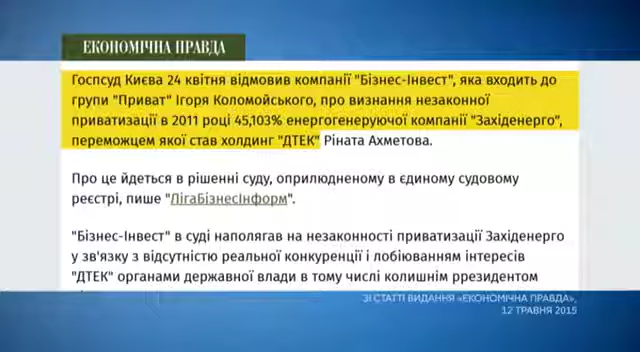 ЕКОНОМІЧНА ПРАВДА
Госпсуд Києва 24 квітня відмовив компанії "Бізнес-Інвест", яка входить до
групи "Приват" Ігоря Коломойського, про визнання незаконної
приватизації в 2011 році 45,103% енергогенеруючої компанії "Західенерго",
переможцем якої став холдинг "ДТЕК" Ріната Ахметова.
Про це йдеться в рішенні суду, оприлюдненому в єдиному судовому
реєстрі, пише "ЛігаБізнесІнформ".
"Бізнес-Інвест" в суді наполягав на незаконності приватизації Західенерго
у зв'язку з відсутністю реальної конкуренції і лобіюванням інтересів
"ДТЕК" органами державної влади в тому числі колишнім ррезидентом
ЗІ СТАТТІ ВИДАННЯ «ЕКОНОМІЧНА ПРАВДА»,
12 ТРАВНЯ 2015